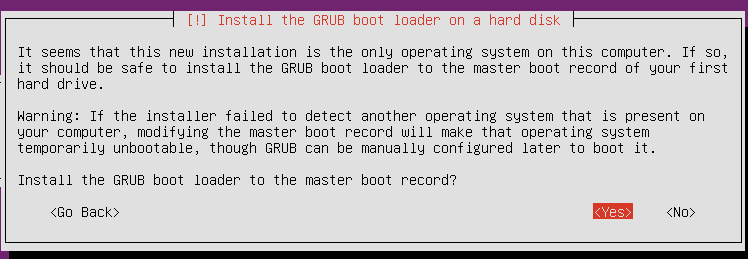 [!] Install the GRUB boot loader on a hard disk
It seems that this new installation is the only operating system on this computer. If so,
it should be safe to install the GRUB boot loader to the master boot record of your first
hard drive.
Warning: If the installer failed to detect another operating system that is present on
your computer, modifying the master boot record will make that operating system
temporarily unbootable, though GRUB can be manually configured later to boot it.
Install the GRUB boot loader to the master boot record?
<Go Back> <Yes> <No>